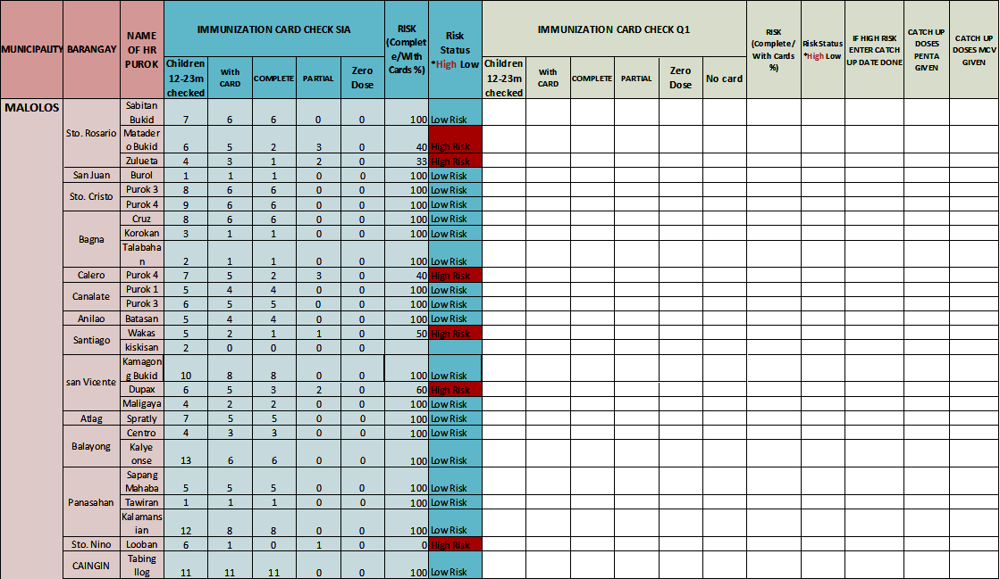 MUNICIPALITY BARANGAY NAME OF HR PUROK IMMUNIZATION CARD CHECK SIA RISK (Complete/With Cards %) Risk Status *High Low IMMUNIZATION CARD CHECK Q1 RISK (Complete/ With Cards %) Risk Status *High Low IF HIGH RISK ENTER CATCH UP DATE DONE CATCH UP DOSES PENTA GIVEN CATCH UP DOSES MCV GIVEN
Children 12-23m checked With CARD COMPLETE PARTIAL Zero Dose Children 12-23m checked With CARD COMPLETE PARTIAL Zero Dose No card
MALOLOS Sto. Rosario Sabitan Bukid 7 6 6 0 0 100 Low Risk
Matadero Bukid 6 5 2 3 0 40 High Risk
Zulueta 4 3 1 2 0 33 High Risk
San Juan Burol 1 1 1 0 0 100 Low Risk
Sto. Cristo Purok 3 8 6 6 0 0 100 Low Risk
Purok 4 9 6 6 0 0 100 Low Risk
Bagna Cruz 8 6 6 0 0 100 Low Risk
Korokan 3 1 1 0 0 100 Low Risk
Talabahan 2 1 1 0 0 100 Low Risk
Calero Purok 4 7 5 2 3 0 40 High Risk
Canalate Purok 1 5 4 4 0 0 100 Low Risk
Purok 3 6 5 5 0 0 100 Low Risk
Anilao Batasan 5 4 4 0 0 100 Low Risk
Santiago Wakas 5 2 1 1 0 50 High Risk
kiskisan 2 0 0 0 0
san Vicente Kamagong Bukid 10 8 8 0 0 100 Low Risk
Dupax 6 5 3 2 0 60 High Risk
Maligaya 4 2 2 0 0 100 Low Risk
Atlag Spratly 7 5 5 0 0 100 Low Risk
Balayong Centro 4 3 3 0 0 100 Low Risk
Kalye onse 13 6 6 0 0 100 Low Risk
Panasahan Sapang Mahaba 5 5 5 0 0 100 Low Risk
Tawiran 1 1 1 0 0 100 Low Risk
Kalamansian 12 8 8 0 0 100 Low Risk
Sto. Nino Looban 6 1 0 1 0 0 High Risk
CAINGIN Tabing Ilog 11 11 11 0 0 100 Low Risk